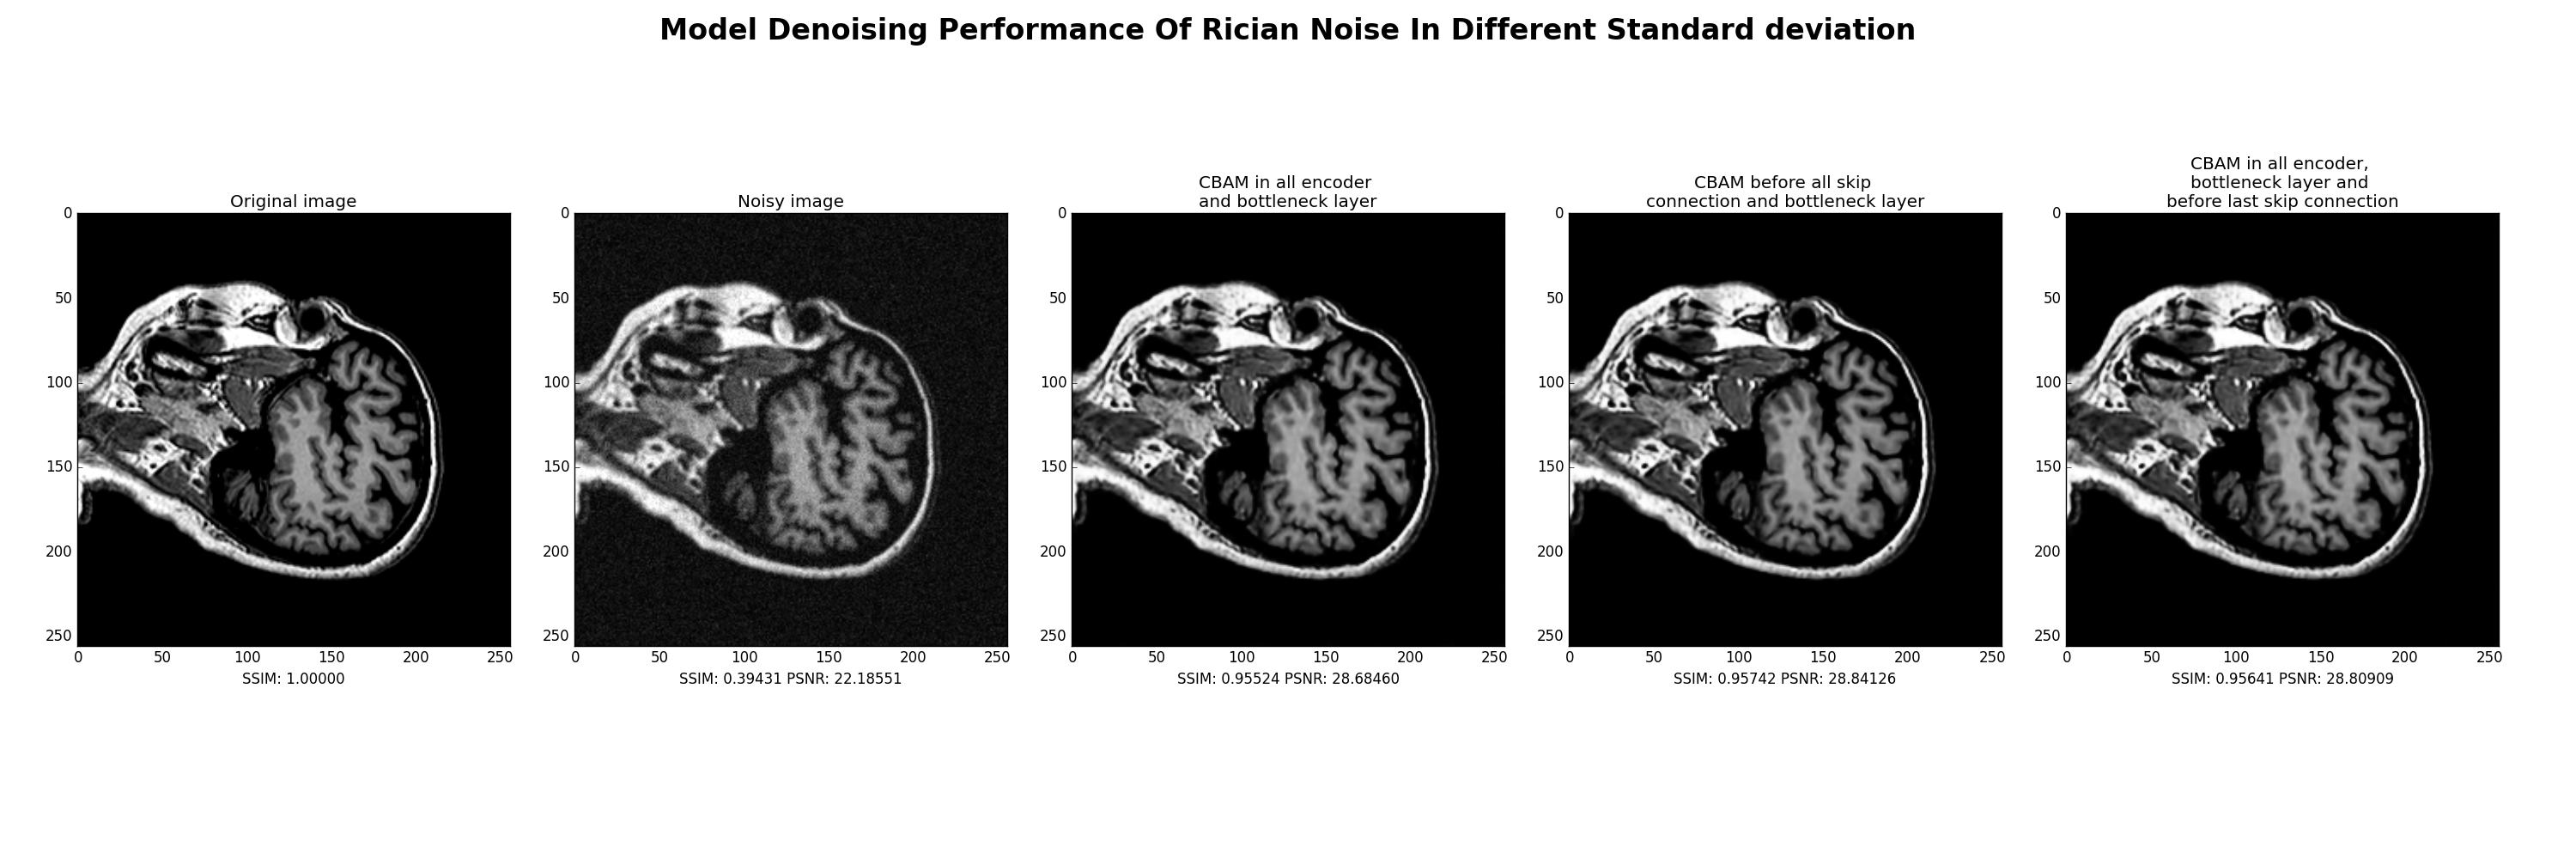 Model Denoising Performance Of Rician Noise In Different Standard deviation
Original image
0
50
100
150
200
250
0 50 100 150 200 250
SSIM: 1.00000
Noisy image
0
50
100
150
200
250
0 50 100 150 200 250
SSIM: 0.39431 PSNR: 22.18551
CBAM in all encoder
and bottleneck layer
0
50
100
150
200
250
0 50 100 150 200 250
SSIM: 0.95524 PSNR: 28.68460
CBAM before all skip
connection and bottleneck layer
0
50
100
150
200
250
0 50 100 150 200 250
SSIM: 0.95742 PSNR: 28.84126
CBAM in all encoder,
bottleneck layer and
before last skip connection
0
50
100
150
200
250
0 50 100 150 200 250
SSIM: 0.95641 PSNR: 28.80909